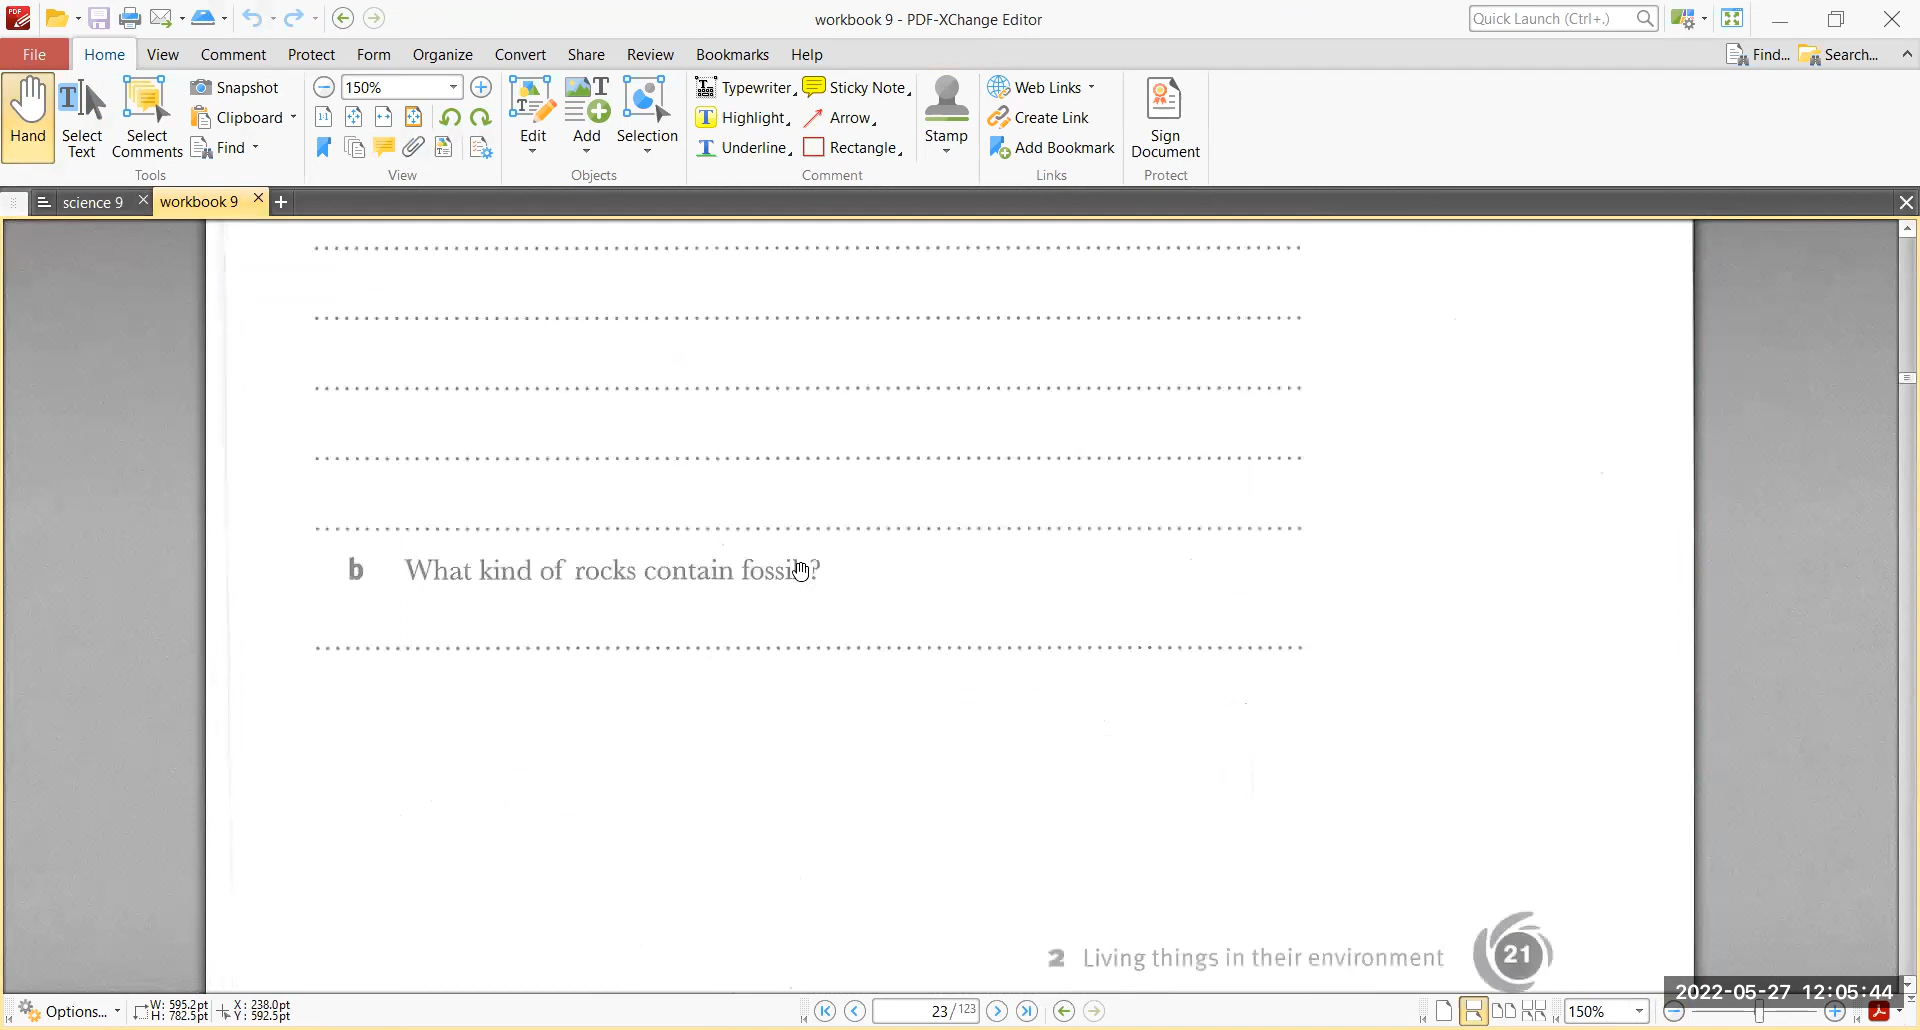 workbook 9 - PDF-XChange Editor
Quick Launch (Ctrl+.)
File Home View Comment Protect Form Organize Convert Share Review Bookmarks Help Find... Search...
Hand
Select Text
Select Comments
Snapshot
Clipboard
Find
Tools
150%
View
Edit
Add
Selection
Objects
Typewriter
Highlight
Underline
Sticky Note
Arrow
Rectangle
Stamp
Comment
Web Links
Create Link
Add Bookmark
Links
Sign Document
Protect
science 9 workbook 9
b What kind of rocks contain fossils?
2 Living things in their environment 21
2022-05-27 12:05:44
Options... W: 595.2pt H: 782.5pt X: 238.0pt Y: 592.5pt 23 / 123 150%